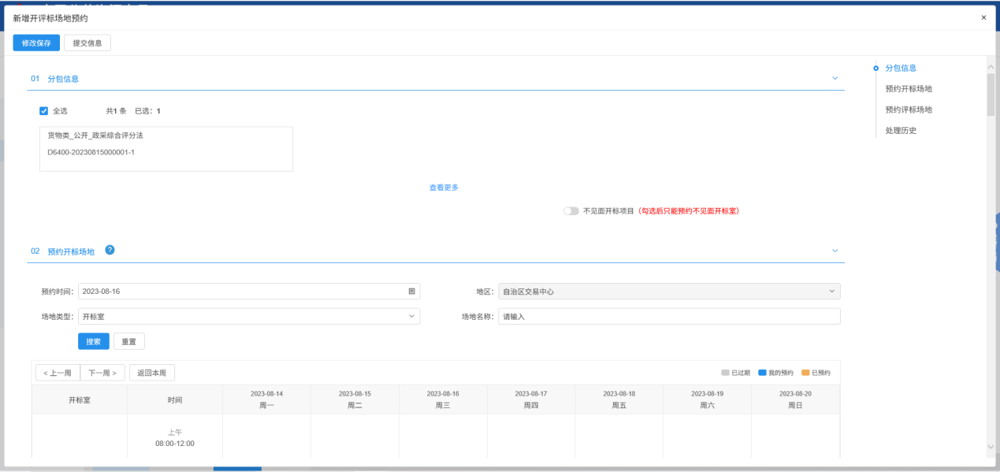 新增开评标场地预约
×
修改保存 提交信息
01 分包信息
全选 共1 条 已选：1
货物类_公开_政采综合评分法
D6400-20230815000001-1
查看更多
不见面开标项目（勾选后只能预约不见面开标室）
02 预约开标场地 ?
预约时间： 2023-08-16 地区： 自治区交易中心
场地类型： 开标室 场地名称： 请输入
搜索 重置
< 上一周 下一周 > 返回本周 已过期 我的预约 已预约
开标室 时间 2023-08-14 周一 2023-08-15 周二 2023-08-16 周三 2023-08-17 周四 2023-08-18 周五 2023-08-19 周六 2023-08-20 周日
上午
08:00-12:00
分包信息
预约开标场地
预约评标场地
处理历史